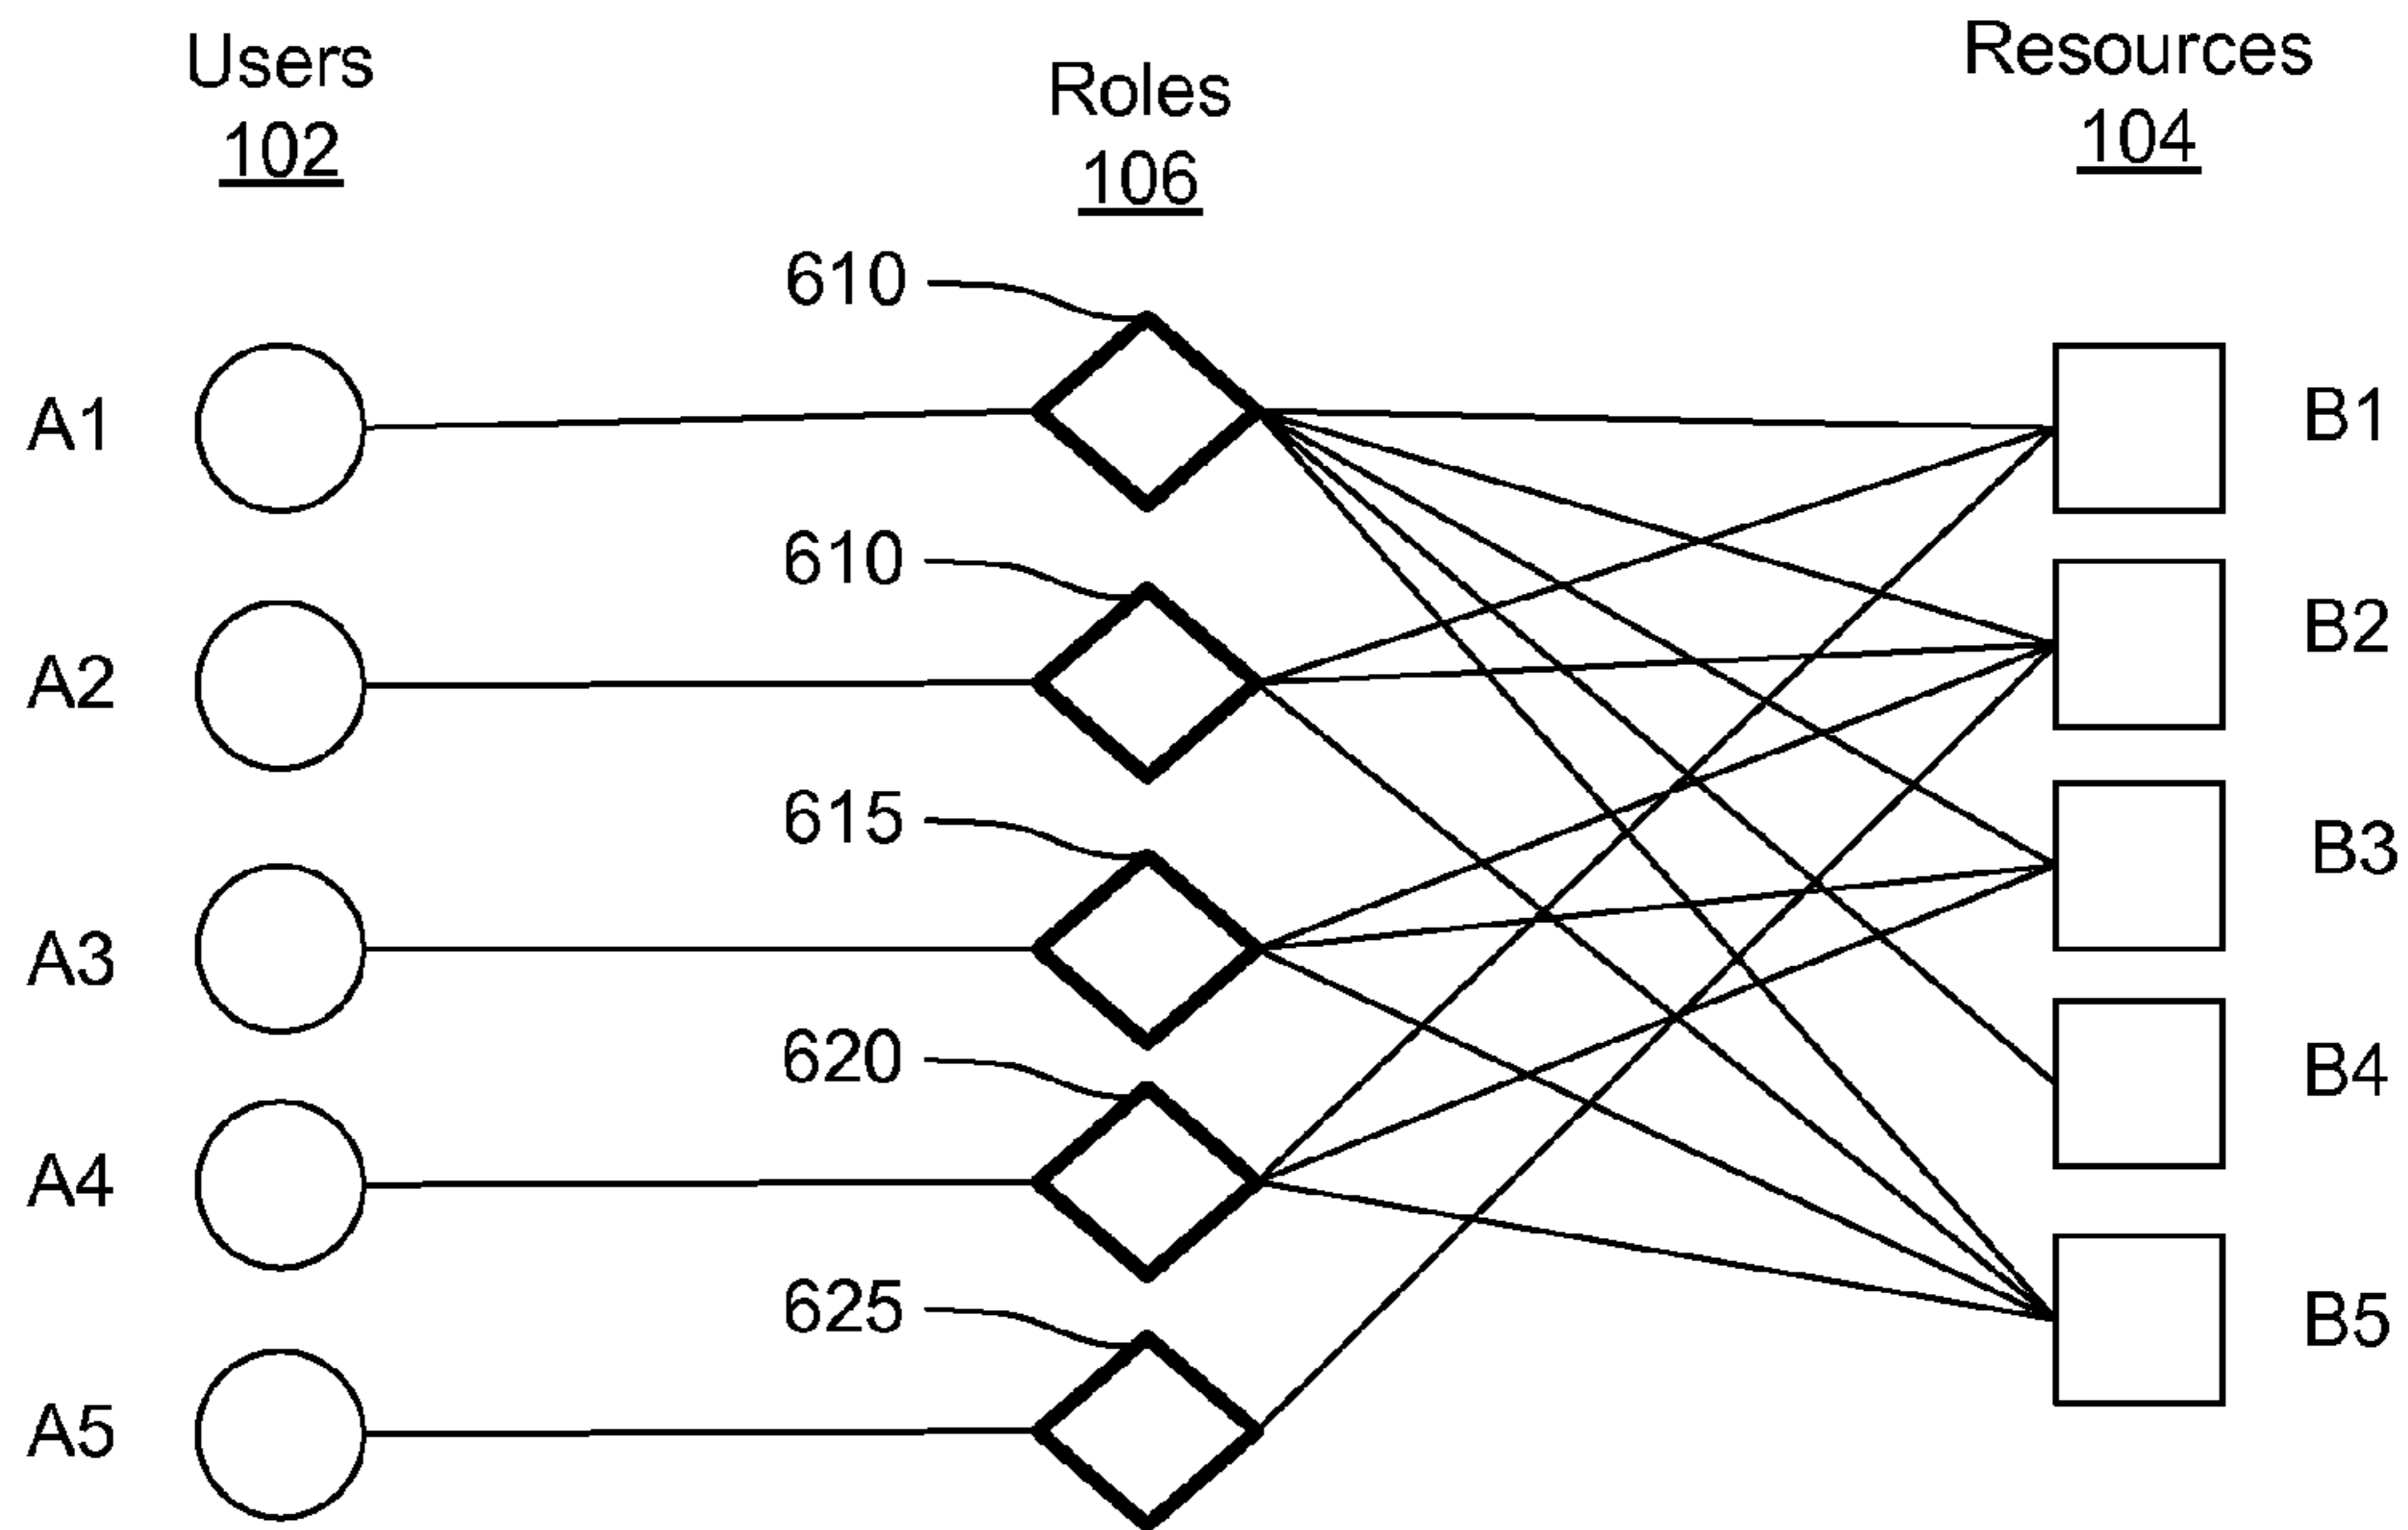 Users
102
Roles
106
Resources
104
610
A1
B1
610
A2
B2
615
A3
B3
620
A4
B4
625
A5
B5